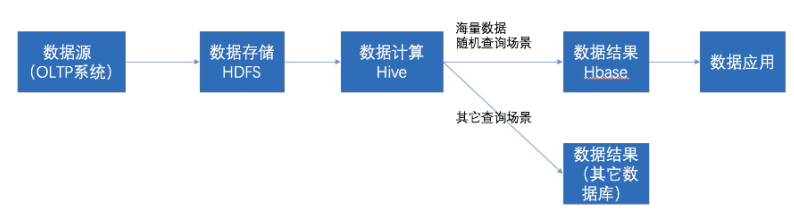 数据源
（OLTP系统）
数据存储
HDFS
数据计算
Hive
海量数据
随机查询场景
数据结果
Hbase
数据应用
其它查询场景
数据结果
（其它数
据库）